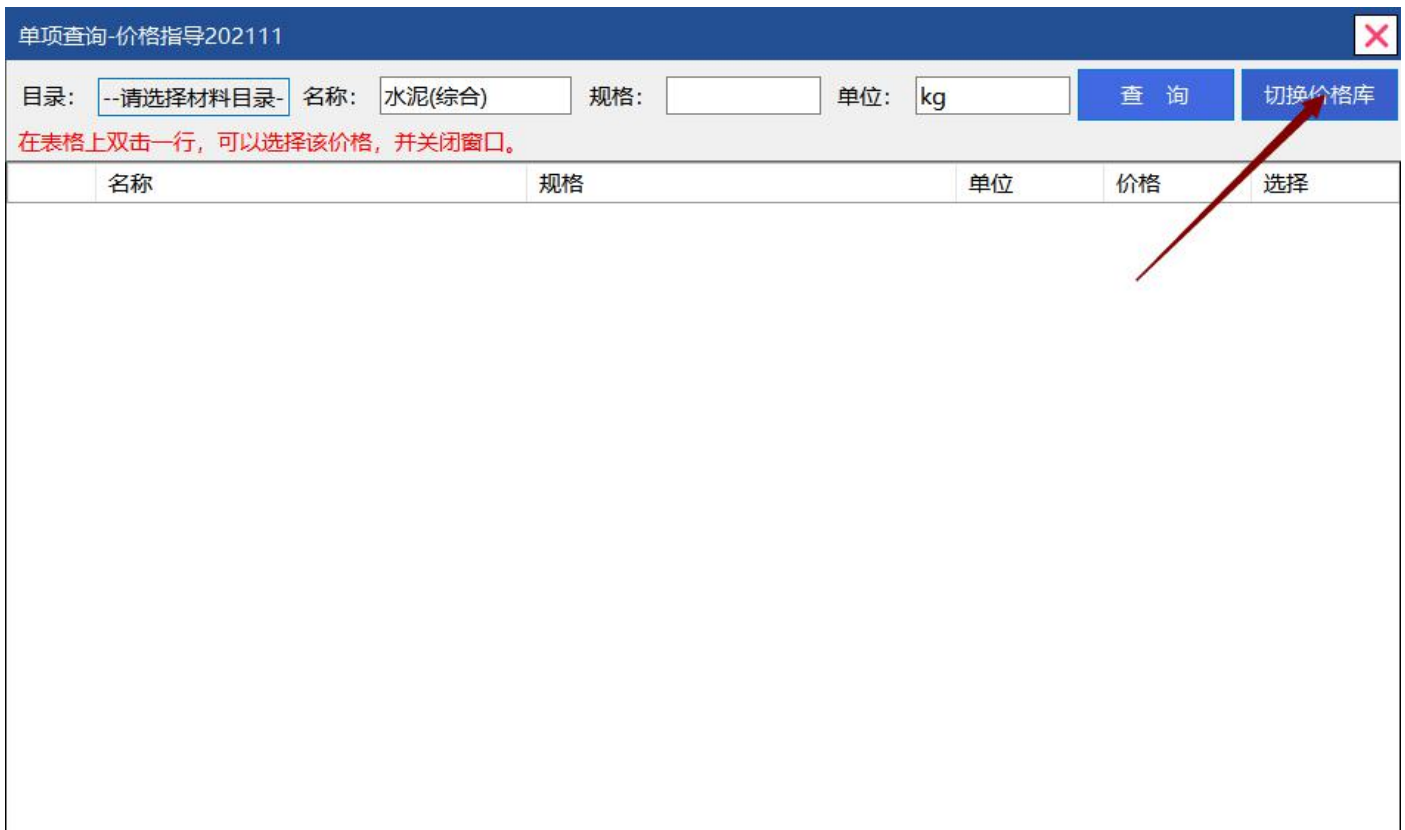 单项查询-价格指导202111
目录： --请选择材料目录- 名称： 水泥(综合) 规格： 单位： kg 查 询 切换价格库
在表格上双击一行，可以选择该价格，并关闭窗口。
名称 规格 单位 价格 选择